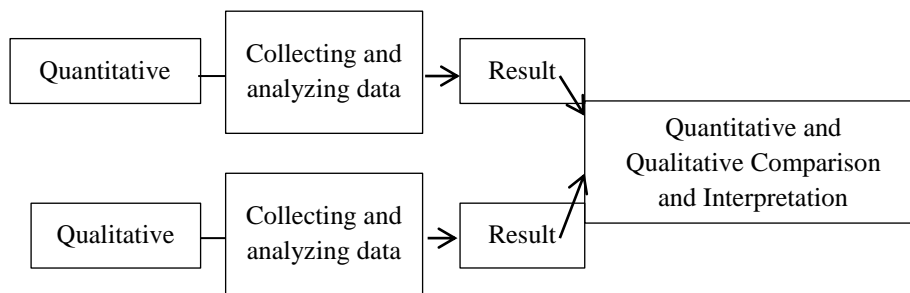 Quantitative
Collecting and
analyzing data
Result
Quantitative and
Qualitative Comparison
and Interpretation
Qualitative
Collecting and
analyzing data
Result